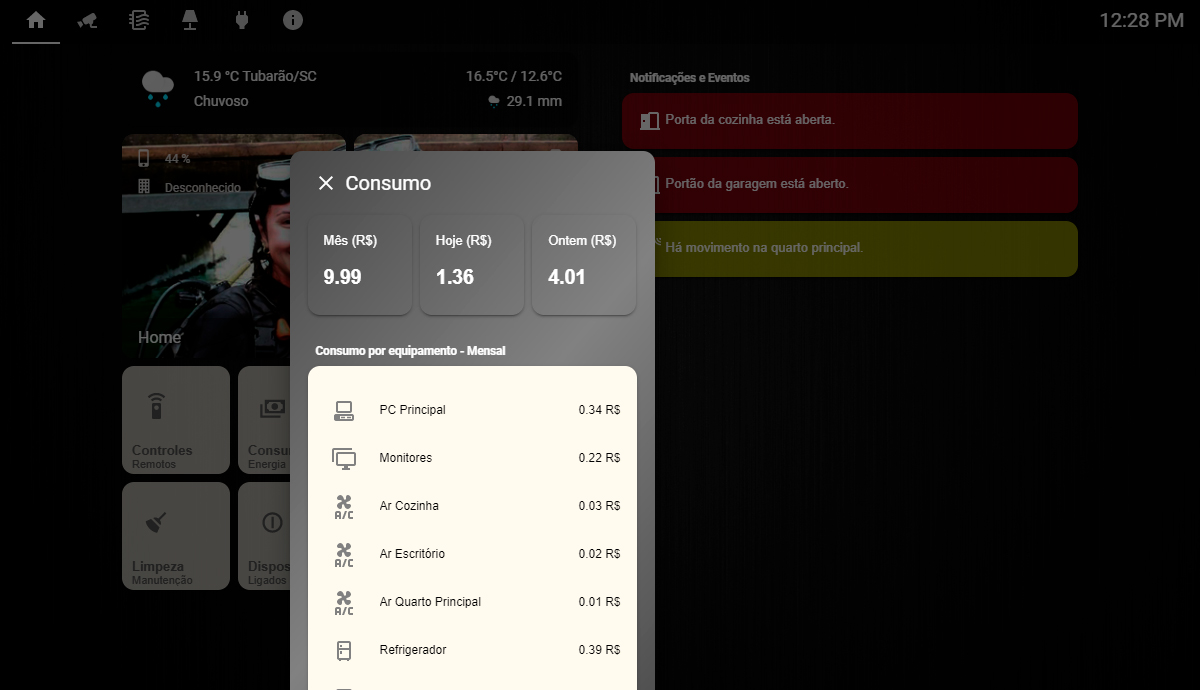 12:28 PM
15.9 °C Tubarão/SC
16.5°C / 12.6°C
Chuvoso
29.1 mm
Notificações e Eventos
Porta da cozinha está aberta.
Portão da garagem está aberto.
Há movimento na quarto principal.
44 %
Desconhecido
Home
Controles
Remotos
Consu
Energia
Limpeza
Manutenção
Dispos
Ligados
Consumo
Mês (R$)
9.99
Hoje (R$)
1.36
Ontem (R$)
4.01
Consumo por equipamento - Mensal
PC Principal
0.34 R$
Monitores
0.22 R$
A/C
Ar Cozinha
0.03 R$
A/C
Ar Escritório
0.02 R$
A/C
Ar Quarto Principal
0.01 R$
Refrigerador
0.39 R$